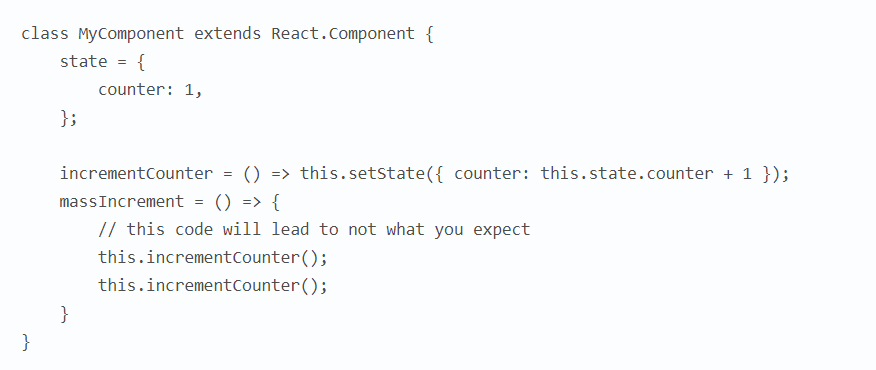 class MyComponent extends React.Component {
    state = {
        counter: 1,
    };

    incrementCounter = () => this.setState({ counter: this.state.counter + 1 });
    massIncrement = () => {
        // this code will lead to not what you expect
        this.incrementCounter();
        this.incrementCounter();
    }
}